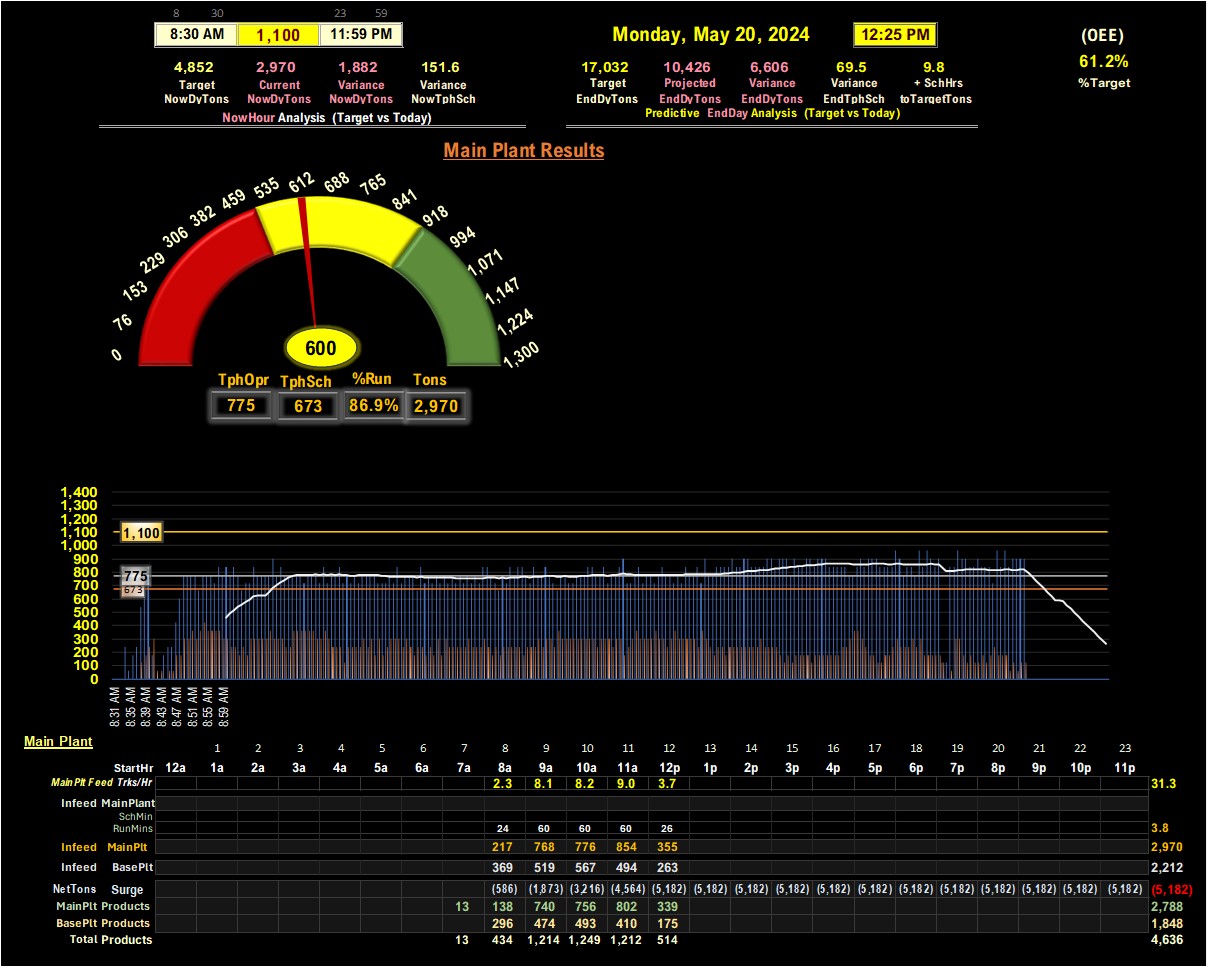 8 30 23 59
8:30 AM 1,100 11:59 PM Monday, May 20, 2024 12:25 PM (OEE)
4,852 2,970 1,882 151.6 17,032 10,426 6,606 69.5 9.8 61.2%
Target Current Variance Variance Target Projected Variance Variance + SchHrs %Target
NowDyTons NowDyTons NowDyTons NowTphSch EndDyTons EndDyTons EndDyTons EndTphSch toTargetTons
NowHour Analysis (Target vs Today) Predictive EndDay Analysis (Target vs Today)
Main Plant Results
0 76 153 229 306 382 459 535 612 688 765 841 918 994 1,071 1,147 1,224 1,300
600
TphOpr TphSch %Run Tons
775 673 86.9% 2,970
1,400
1,300
1,200
1,100 1,100
1,000
900
800 775
700 673
600
500
400
300
200
100
0
8:31 AM 8:35 AM 8:39 AM 8:43 AM 8:47 AM 8:51 AM 8:55 AM 8:59 AM
Main Plant
1 2 3 4 5 6 7 8 9 10 11 12 13 14 15 16 17 18 19 20 21 22 23
StartHr 12a 1a 2a 3a 4a 5a 6a 7a 8a 9a 10a 11a 12p 1p 2p 3p 4p 5p 6p 7p 8p 9p 10p 11p
MainPlt Feed Trks/Hr 2.3 8.1 8.2 9.0 3.7 31.3
Infeed MainPlant
SchMin
RunMins 24 60 60 60 26 3.8
Infeed MainPlt 217 768 776 854 355 2,970
Infeed BasePlt 369 519 567 494 263 2,212
NetTons Surge (586) (1,873) (3,216) (4,564) (5,182) (5,182) (5,182) (5,182) (5,182) (5,182) (5,182) (5,182) (5,182) (5,182) (5,182) (5,182) (5,182)
MainPlt Products 13 138 740 756 802 339 2,788
BasePlt Products 296 474 493 410 175 1,848
Total Products 13 434 1,214 1,249 1,212 514 4,636